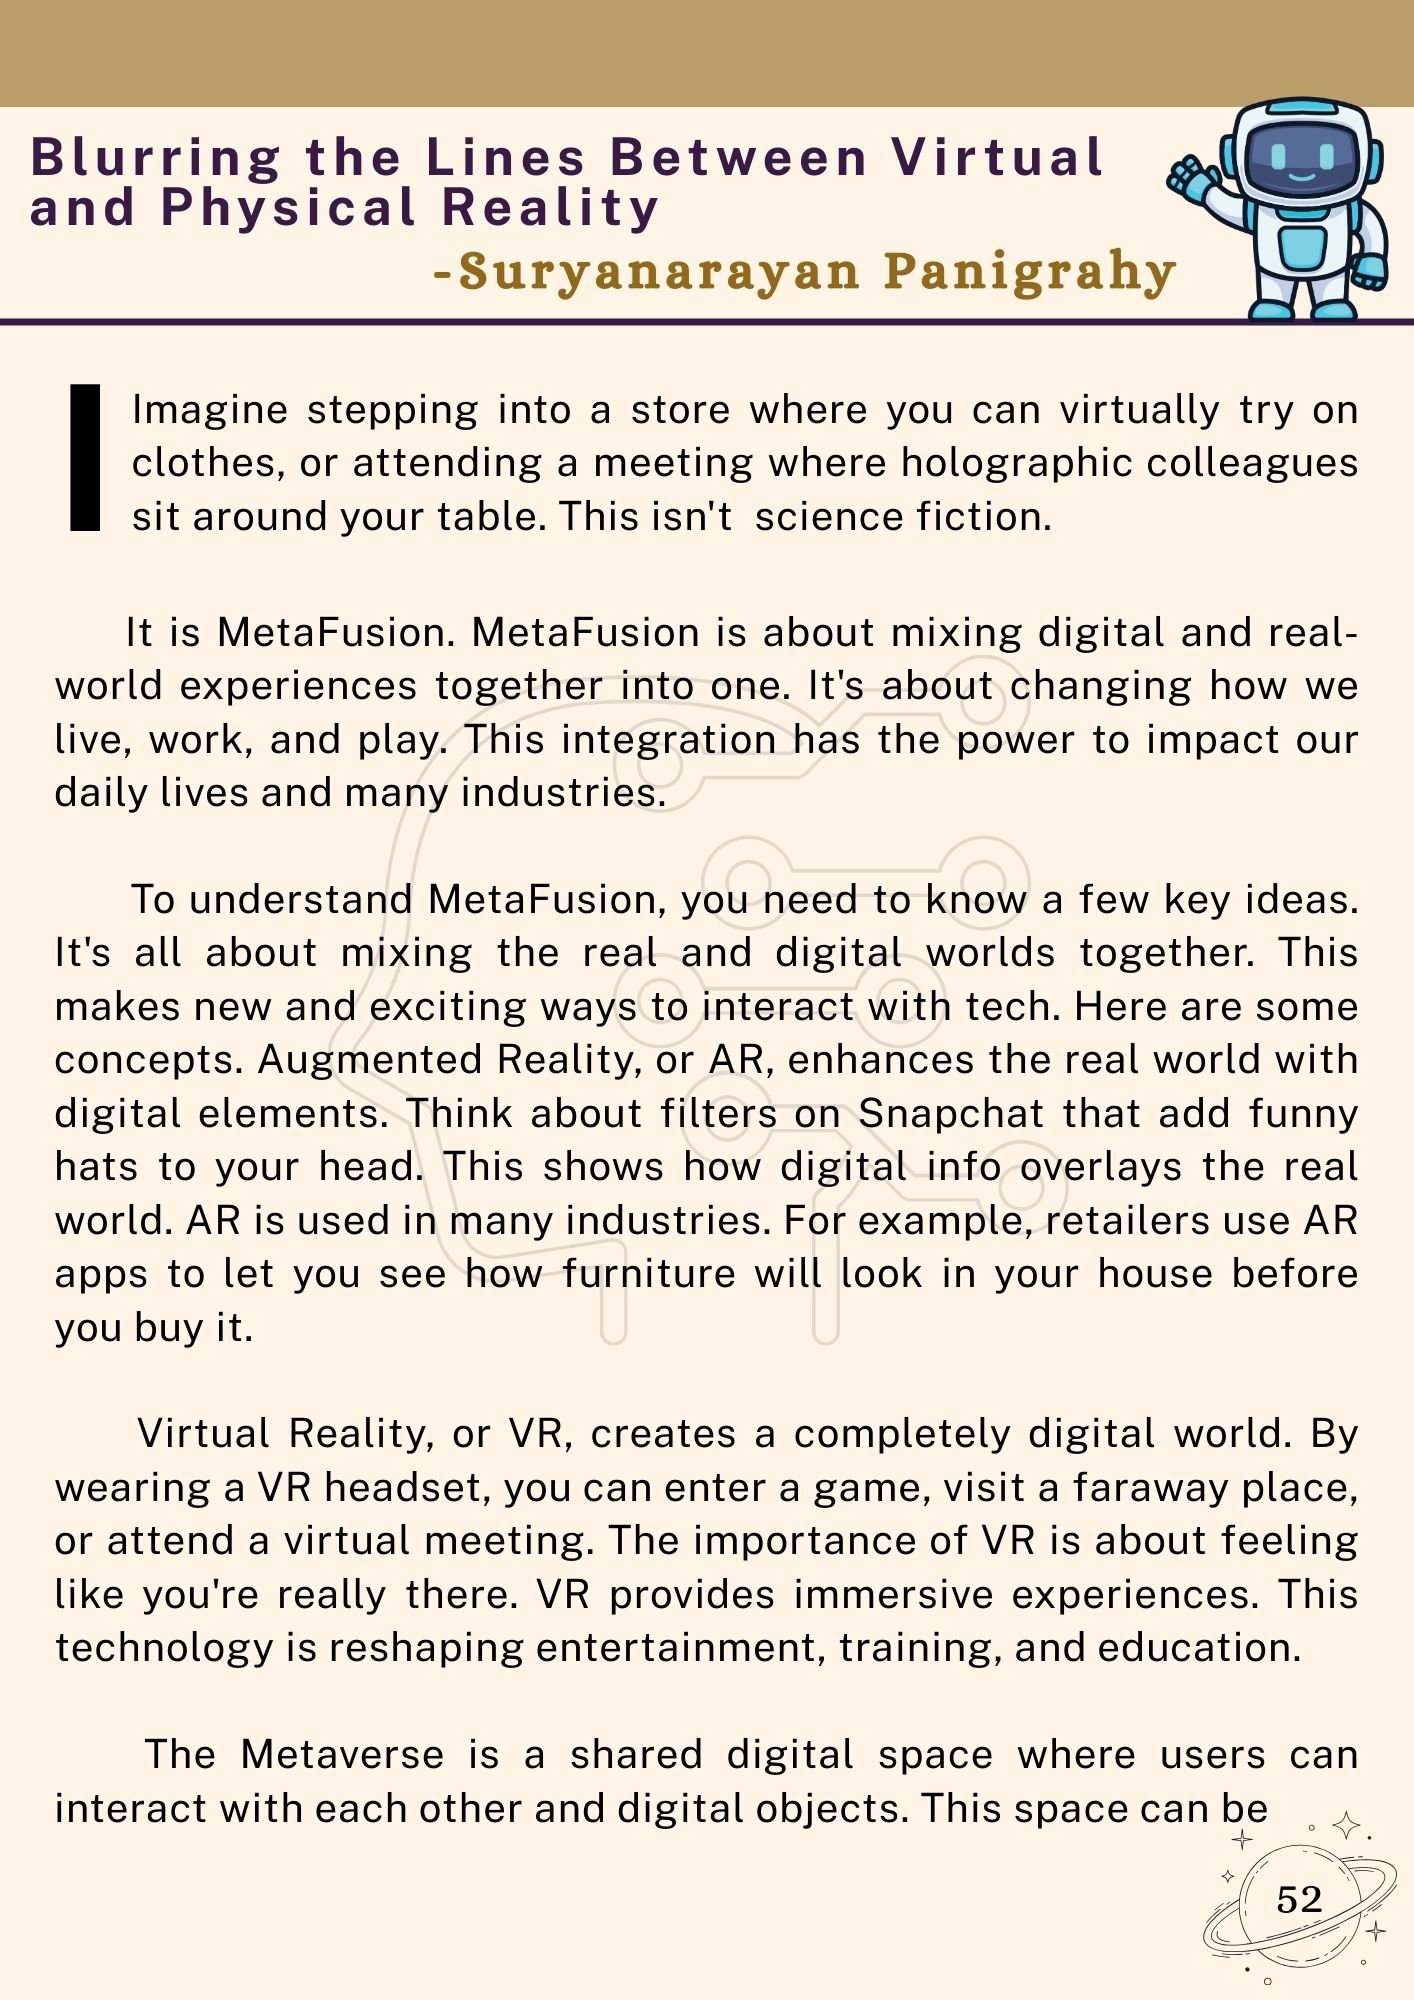 Blurring the Lines Between Virtual
and Physical Reality
-Suryanarayan Panigrahy
I
Imagine stepping into a store where you can virtually try on
clothes, or attending a meeting where holographic colleagues
sit around your table. This isn't  science fiction.
It is MetaFusion. MetaFusion is about mixing digital and real-
world experiences together into one. It's about changing how we
live, work, and play. This integration has the power to impact our
daily lives and many industries.
To understand MetaFusion, you need to know a few key ideas.
It's all about mixing the real and digital worlds together. This
makes new and exciting ways to interact with tech. Here are some
concepts. Augmented Reality, or AR, enhances the real world with
digital elements. Think about filters on Snapchat that add funny
hats to your head. This shows how digital info overlays the real
world. AR is used in many industries. For example, retailers use AR
apps to let you see how furniture will look in your house before
you buy it.
Virtual Reality, or VR, creates a completely digital world. By
wearing a VR headset, you can enter a game, visit a faraway place,
or attend a virtual meeting. The importance of VR is about feeling
like you're really there. VR provides immersive experiences. This
technology is reshaping entertainment, training, and education.
The Metaverse is a shared digital space where users can
interact with each other and digital objects. This space can be
52